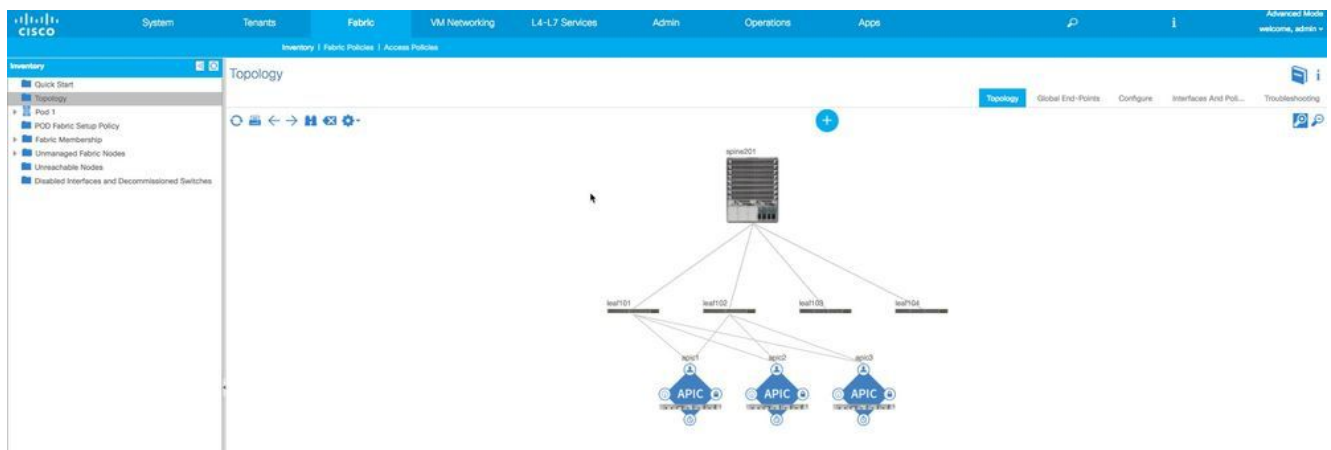 CISCO
System Tenants Fabric VM Networking L4-L7 Services Admin Operations Apps i
Advanced Mode
welcome, admin
Inventory | Fabric Policies | Access Policies
Inventory
Quick Start
Topology
Pod 1
POD Fabric Setup Policy
Fabric Membership
Unmanaged Fabric Nodes
Unreachable Nodes
Disabled Interfaces and Decommissioned Switches
Topology
i
Topology Global End-Points Configure Interfaces And Poli... Troubleshooting
spine201
leaf101 leaf102 leaf103 leaf104
apic1 apic2 apic3
APIC APIC APIC